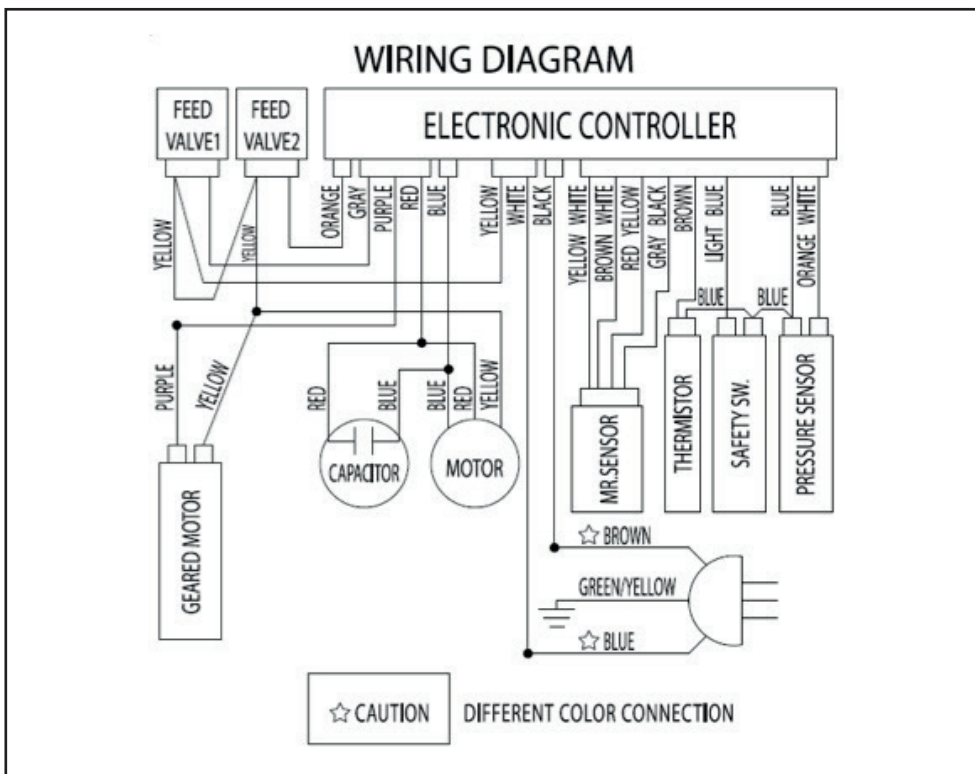 WIRING DIAGRAM
FEED
VALVE1
FEED
VALVE2
ELECTRONIC CONTROLLER
YELLOW
YELLOW
ORANGE
GRAY
PURPLE
RED
BLUE
YELLOW
WHITE
BLACK
YELLOW WHITE
BROWN WHITE
RED YELLOW
GRAY BLACK
BROWN
LIGHT BLUE
BLUE
ORANGE WHITE
BLUE
BLUE
PURPLE
YELLOW
RED
BLUE
BLUE
RED
YELLOW
CAPACITOR
MOTOR
MR.SENSOR
THERMISTOR
SAFETY SW.
PRESSURE SENSOR
GEARED MOTOR
☆ BROWN
GREEN/YELLOW
☆ BLUE
☆ CAUTION
DIFFERENT COLOR CONNECTION